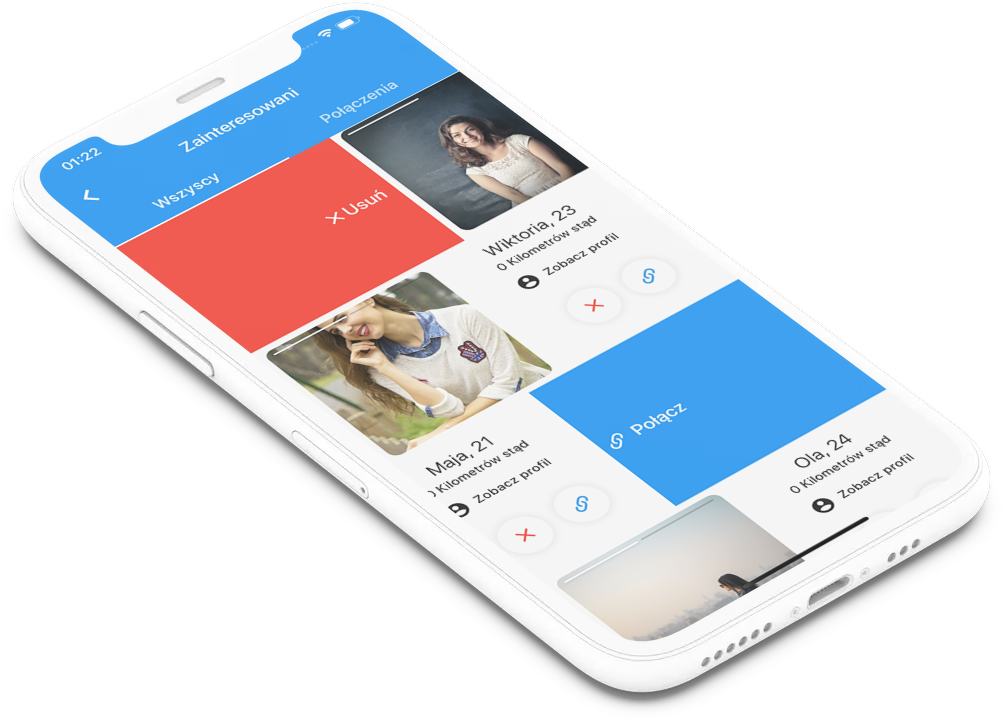 01:22
Zainteresowani
Wszyscy
Połączenia
Usuń
Wiktoria, 23
0 Kilometrów stąd
Zobacz profil
Maja, 21
Kilometrów stąd
Zobacz profil
Połącz
Ola, 24
0 Kilometrów stąd
Zobacz profil